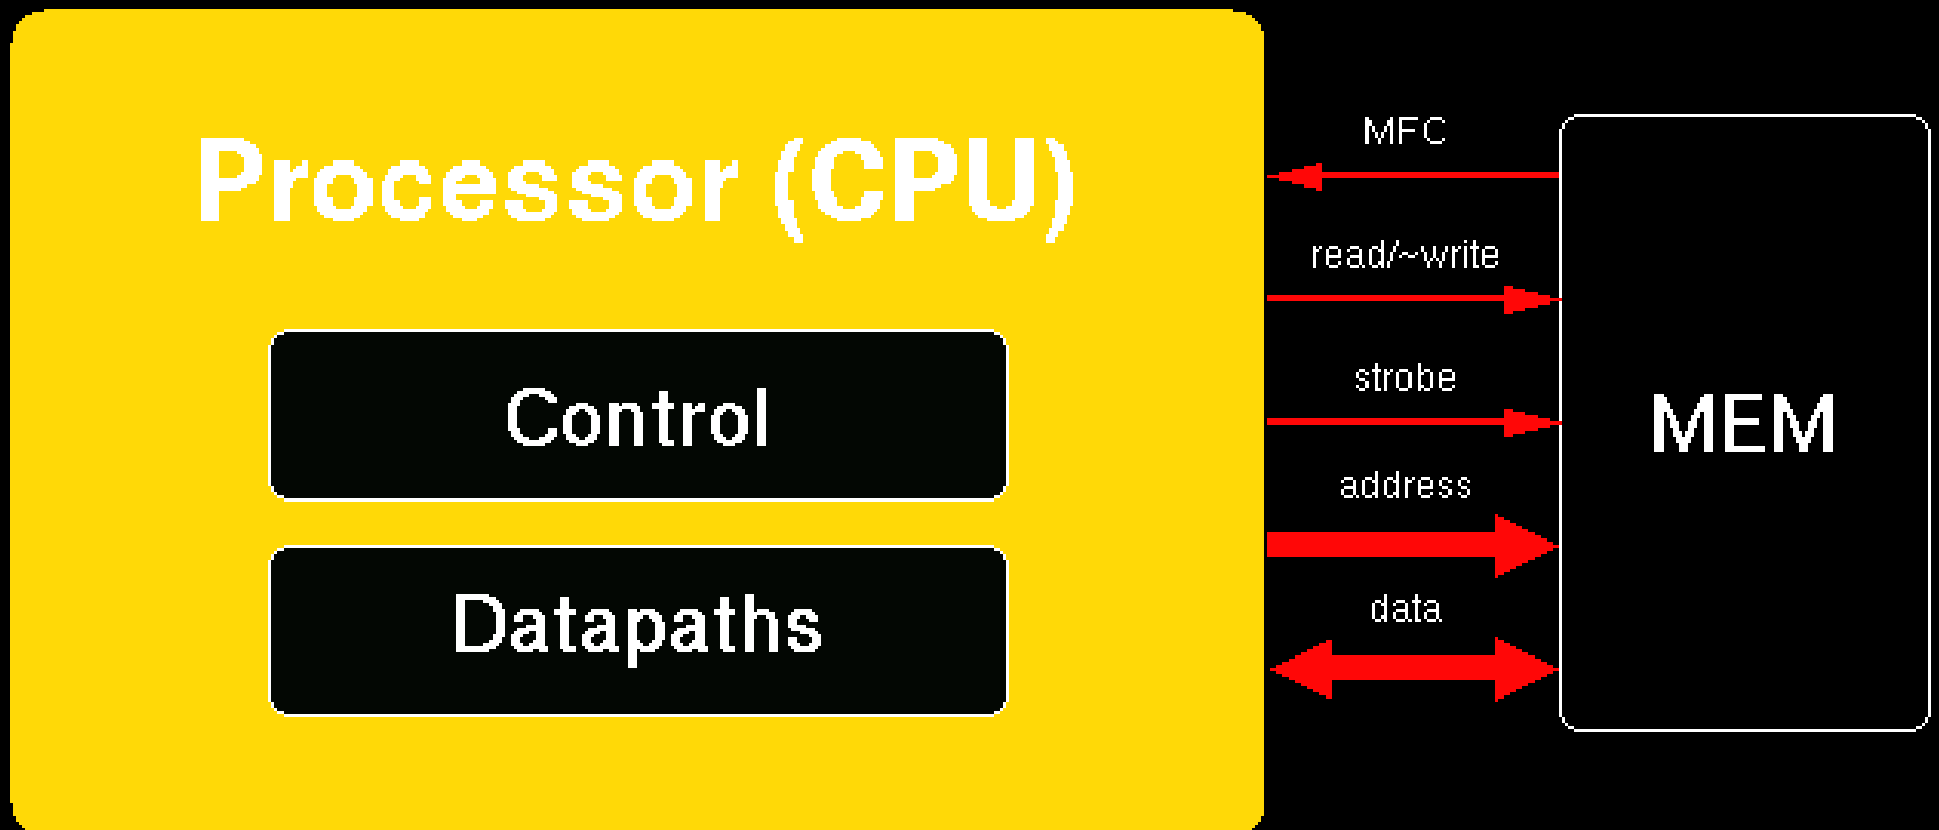 Processor (CPU)
Control
Datapaths
MFC
read/~write
strobe
address
data
MEM